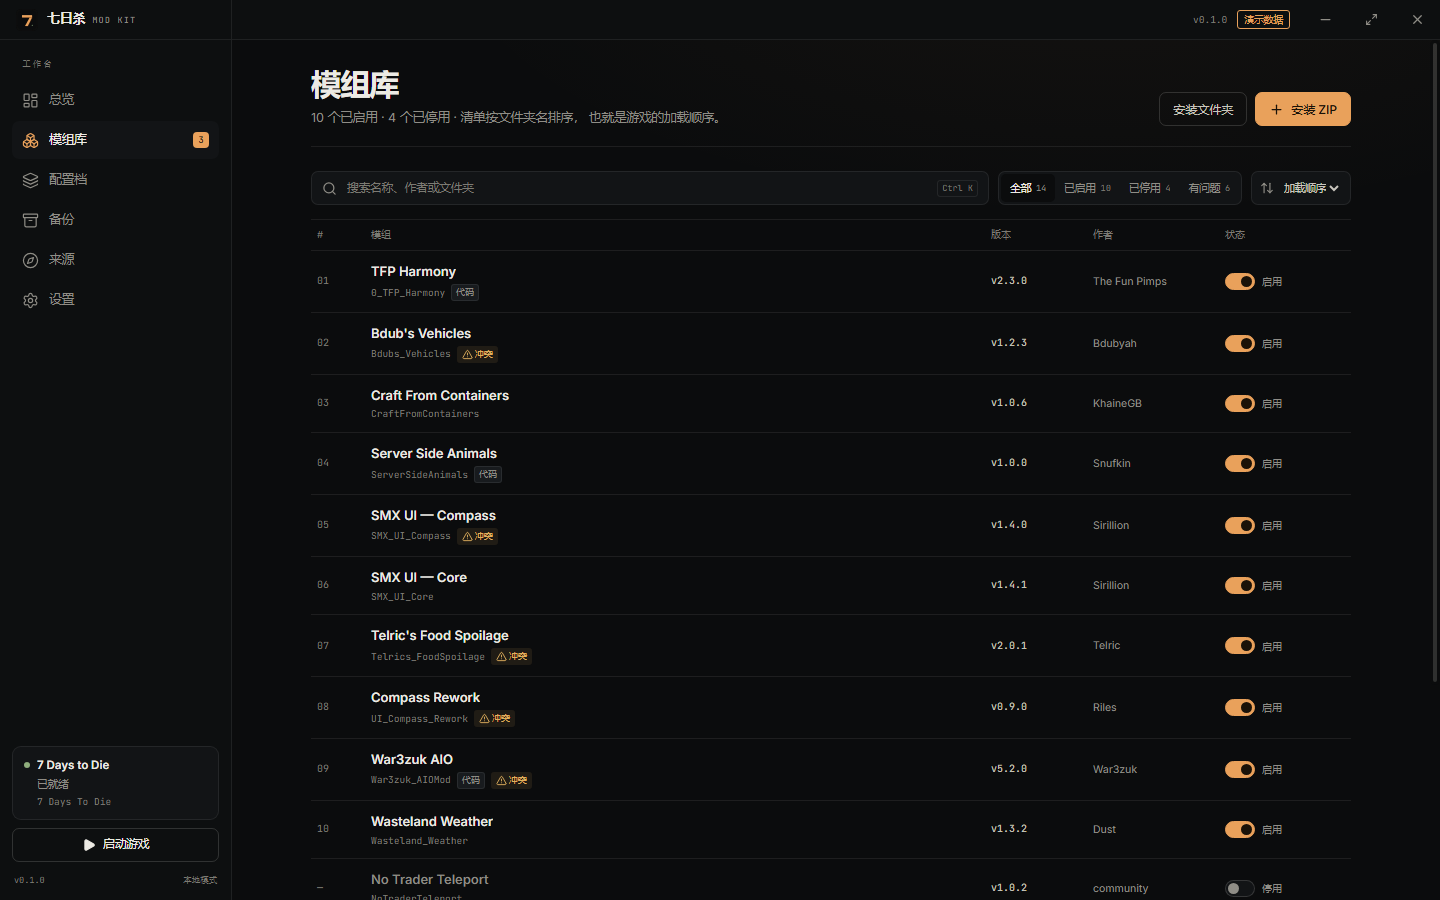 7 七日杀 MOD KIT
v0.1.0 演示数据
工作台
总览
模组库 3
配置档
备份
来源
设置
模组库
10 个已启用 · 4 个已停用 · 清单按文件夹名排序， 也就是游戏的加载顺序。
安装文件夹
安装 ZIP
搜索名称、作者或文件夹 Ctrl K
全部 14 已启用 10 已停用 4 有问题 6
加载顺序
# 模组 版本 作者 状态
01 TFP Harmony v2.3.0 The Fun Pimps 启用
0_TFP_Harmony 代码
02 Bdub's Vehicles v1.2.3 Bdubyah 启用
Bdubs_Vehicles 冲突
03 Craft From Containers v1.0.6 KhaineGB 启用
CraftFromContainers
04 Server Side Animals v1.0.0 Snufkin 启用
ServerSideAnimals 代码
05 SMX UI — Compass v1.4.0 Sirillion 启用
SMX_UI_Compass 冲突
06 SMX UI — Core v1.4.1 Sirillion 启用
SMX_UI_Core
07 Telric's Food Spoilage v2.0.1 Telric 启用
Telrics_FoodSpoilage 冲突
08 Compass Rework v0.9.0 Riles 启用
UI_Compass_Rework 冲突
09 War3zuk AIO v5.2.0 War3zuk 启用
War3zuk_AIOMod 代码 冲突
10 Wasteland Weather v1.3.2 Dust 启用
Wasteland_Weather
— No Trader Teleport v1.0.2 community 停用
NoTraderTeleport
7 Days to Die
已就绪
7 Days To Die
启动游戏
v0.1.0 本地模式